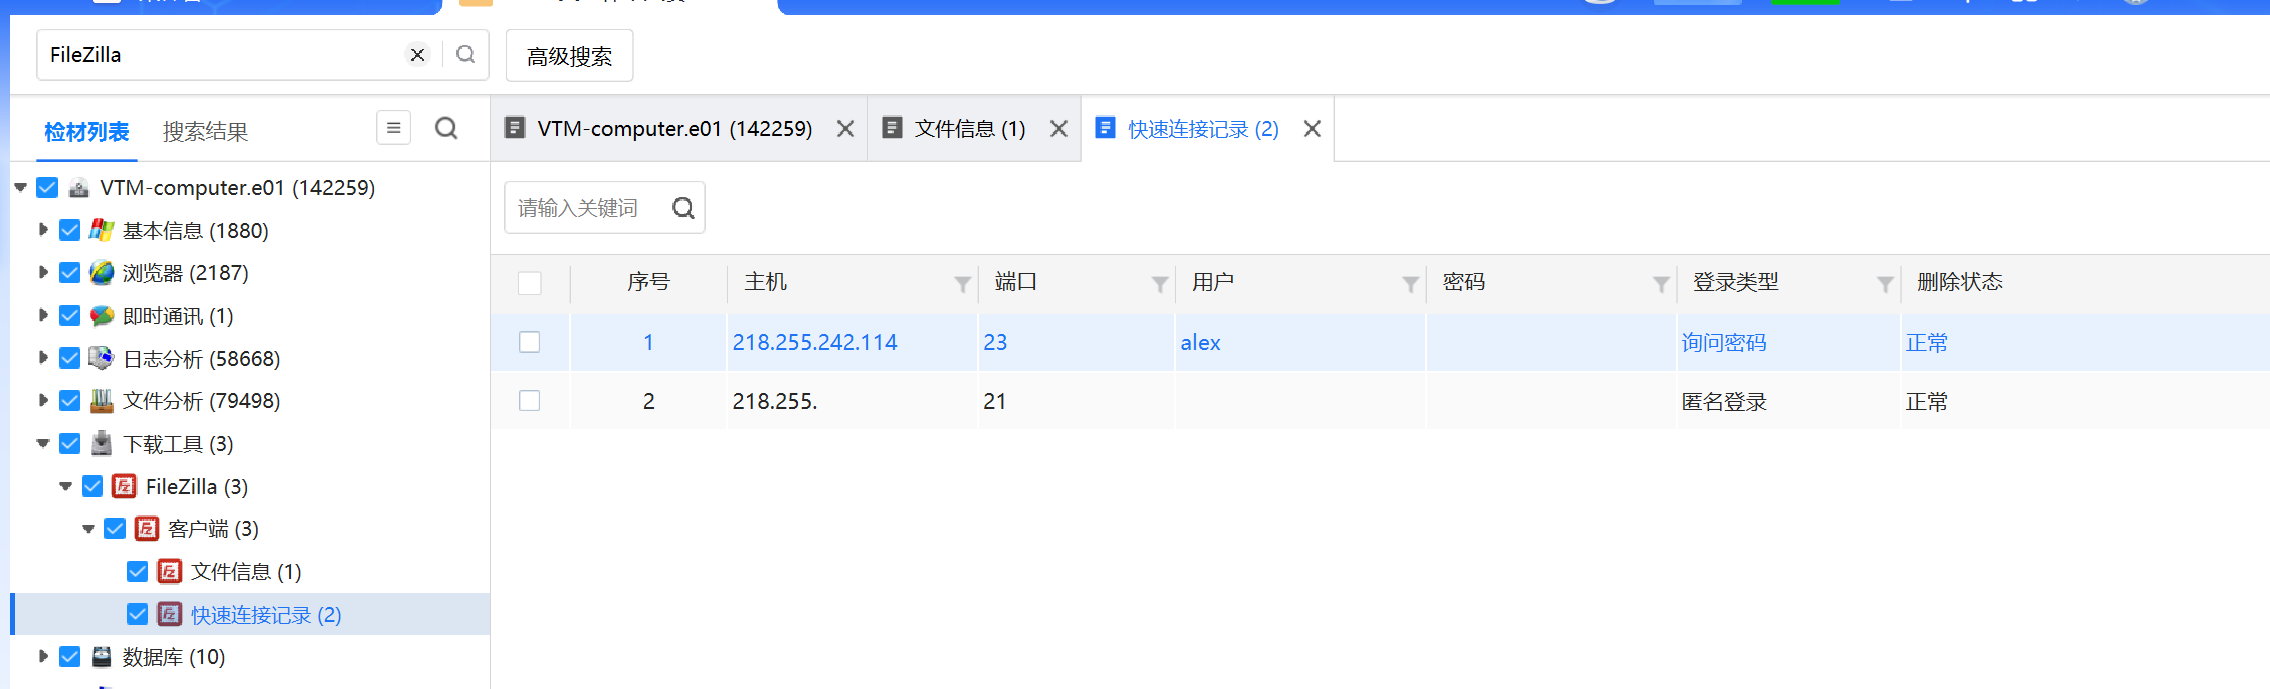 FileZilla
高级搜索
检材列表 搜索结果
VTM-computer.e01 (142259) 文件信息 (1) 快速连接记录 (2)
VTM-computer.e01 (142259)
基本信息 (1880)
浏览器 (2187)
即时通讯 (1)
日志分析 (58668)
文件分析 (79498)
下载工具 (3)
FileZilla (3)
客户端 (3)
文件信息 (1)
快速连接记录 (2)
数据库 (10)
请输入关键词
序号 主机 端口 用户 密码 登录类型 删除状态
1 218.255.242.114 23 alex 询问密码 正常
2 218.255. 21 匿名登录 正常